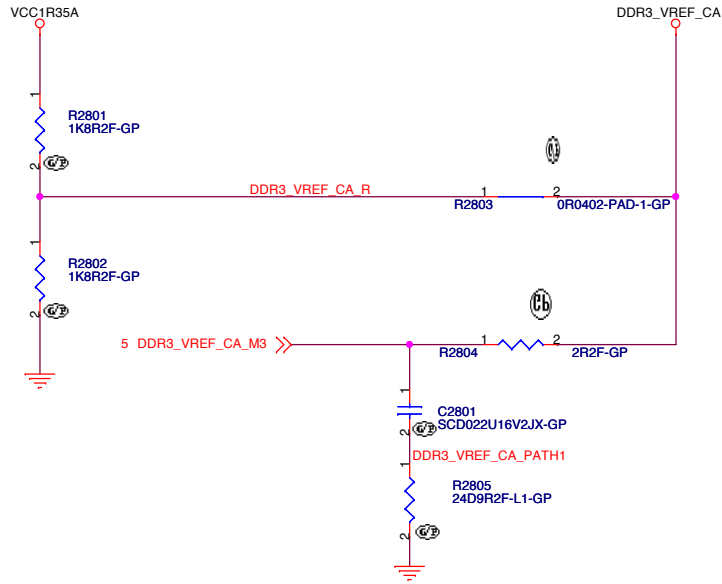 VCC1R35A
DDR3_VREF_CA
1
R2801
1K8R2F-GP
2
G/P
DDR3_VREF_CA_R
1
2
R2803
0R0402-PAD-1-GP
1
R2802
1K8R2F-GP
2
G/P
5 DDR3_VREF_CA_M3
1
2
R2804
2R2F-GP
1
C2801
SCD022U16V2JX-GP
2
G/P
DDR3_VREF_CA_PATH1
1
R2805
24D9R2F-L1-GP
2
G/P